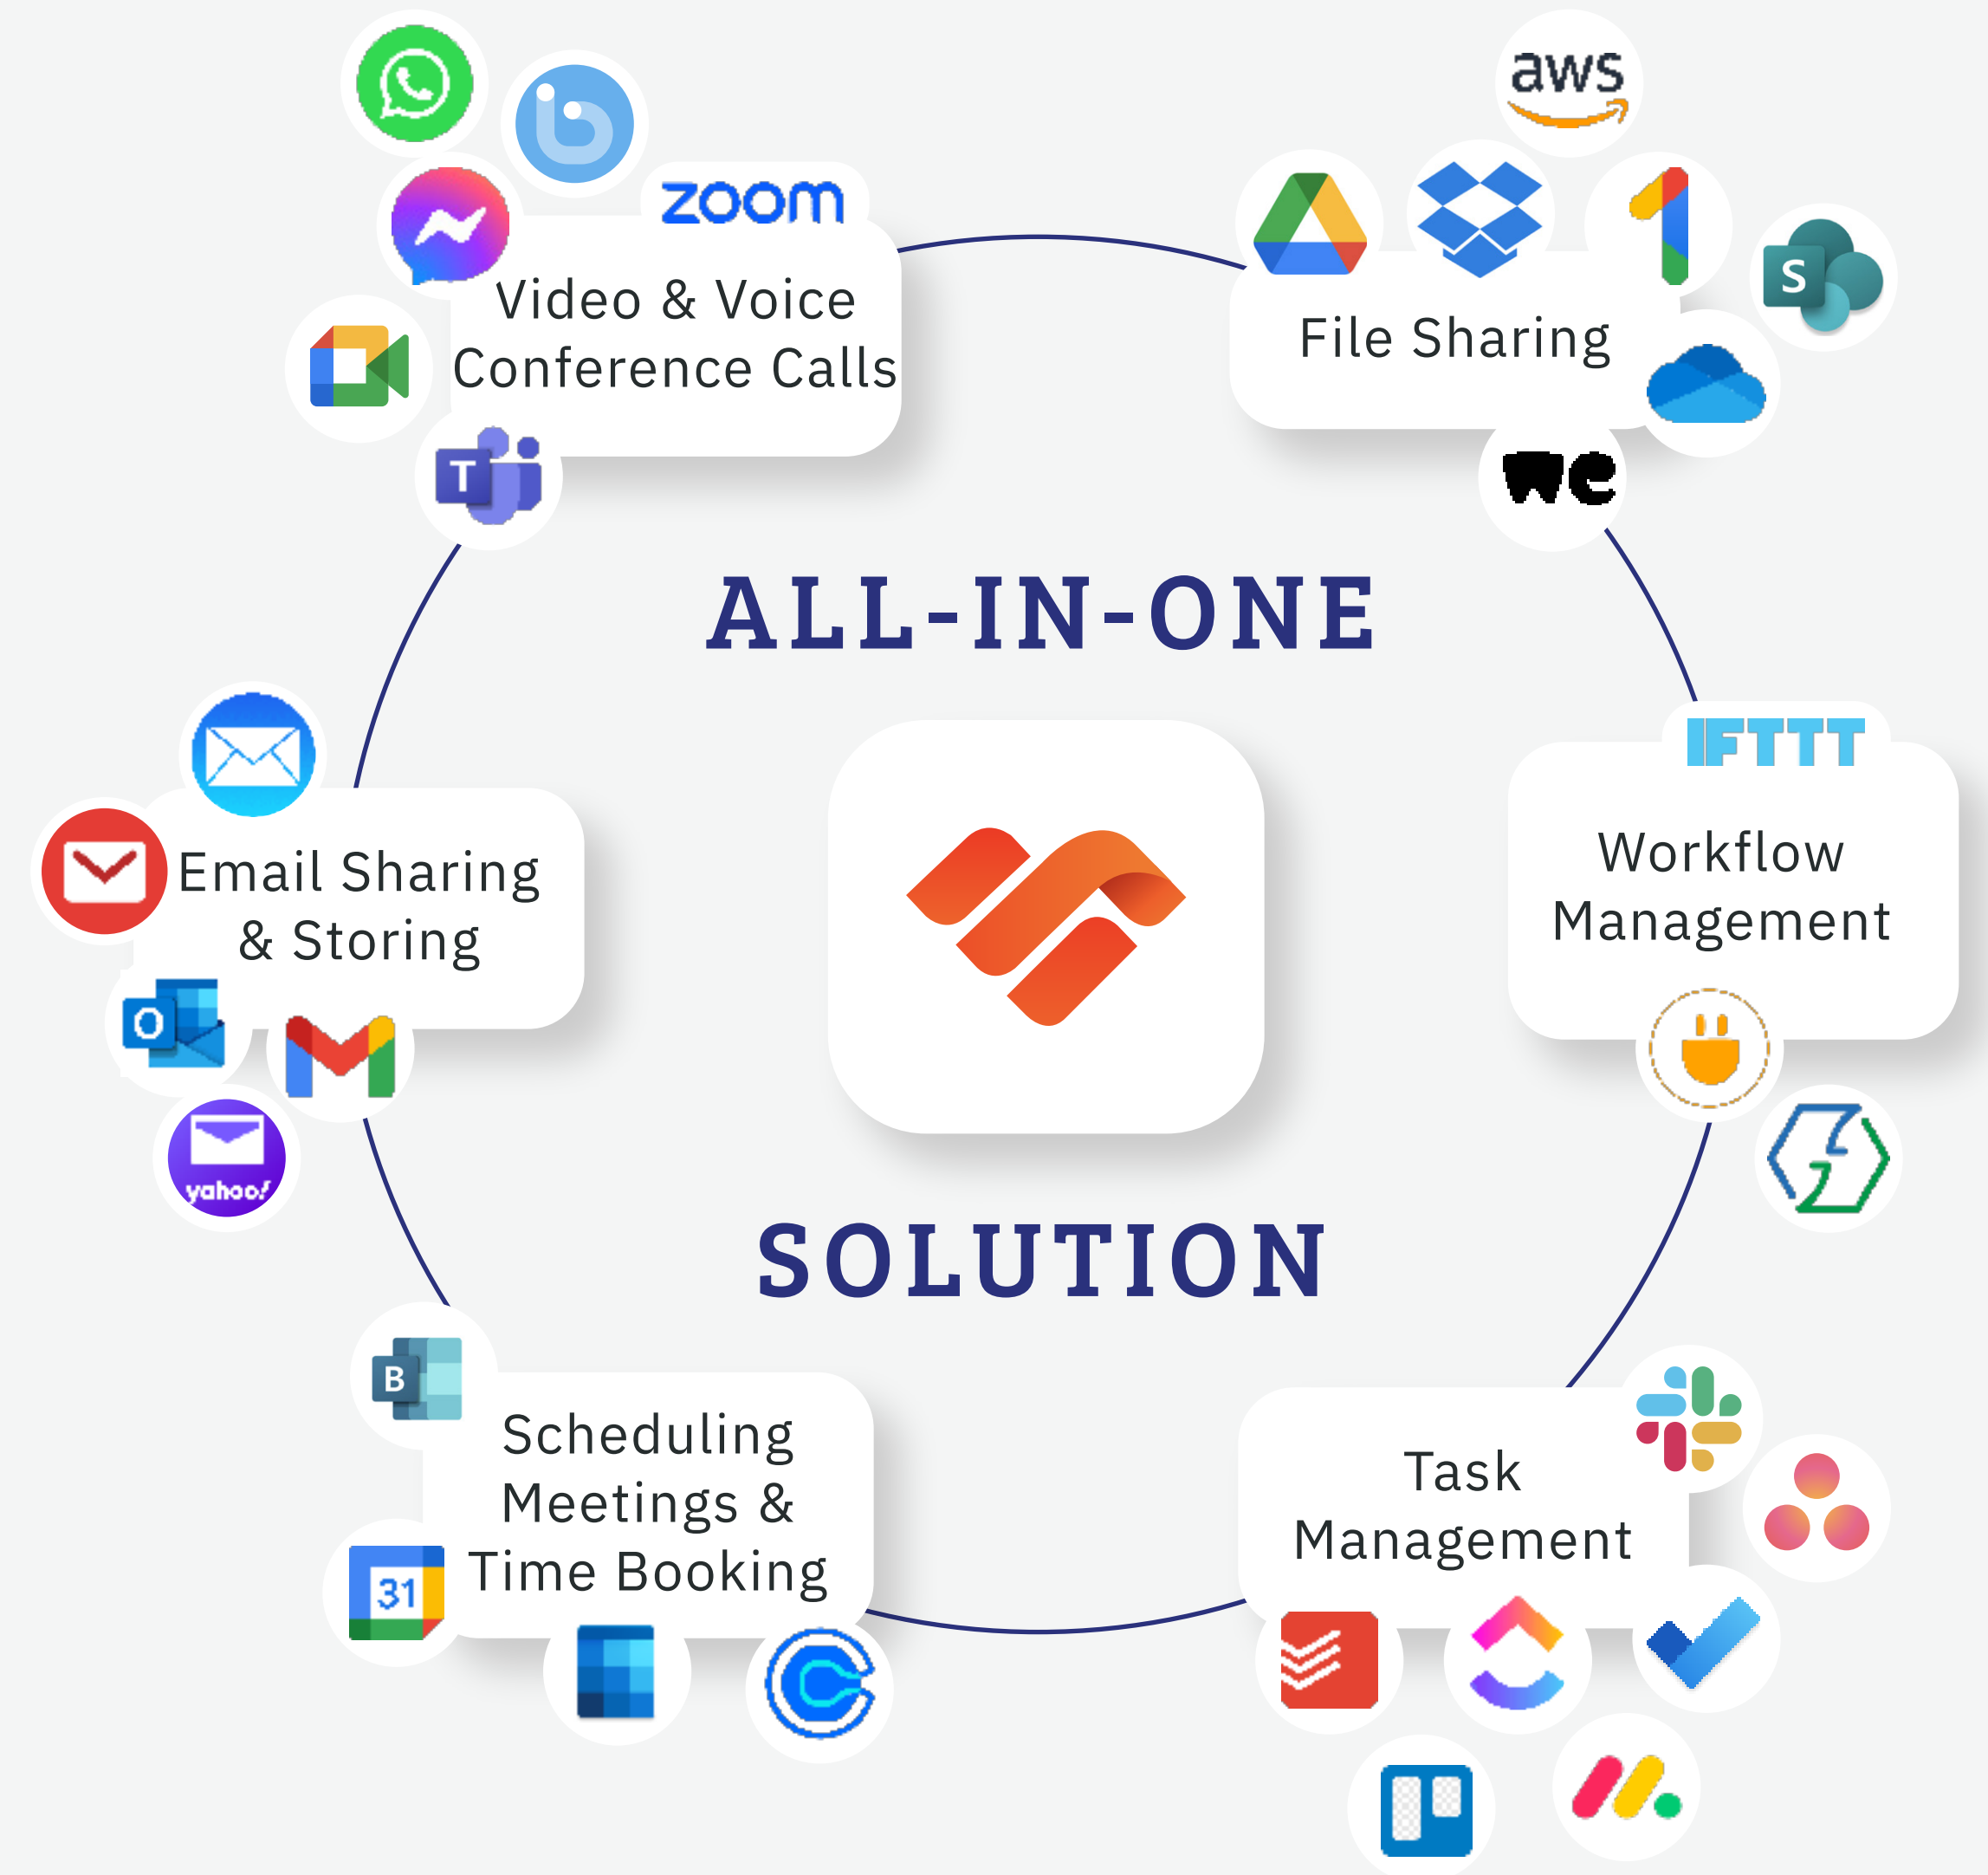 zoom
Video & Voice
Conference Calls
T
aws
1
S
File Sharing
we
ALL-IN-ONE
IFTTT
Workflow
Management
Email Sharing
& Storing
O
M
yahoo!
SOLUTION
B
Scheduling
Meetings &
Time Booking
31
Task
Management